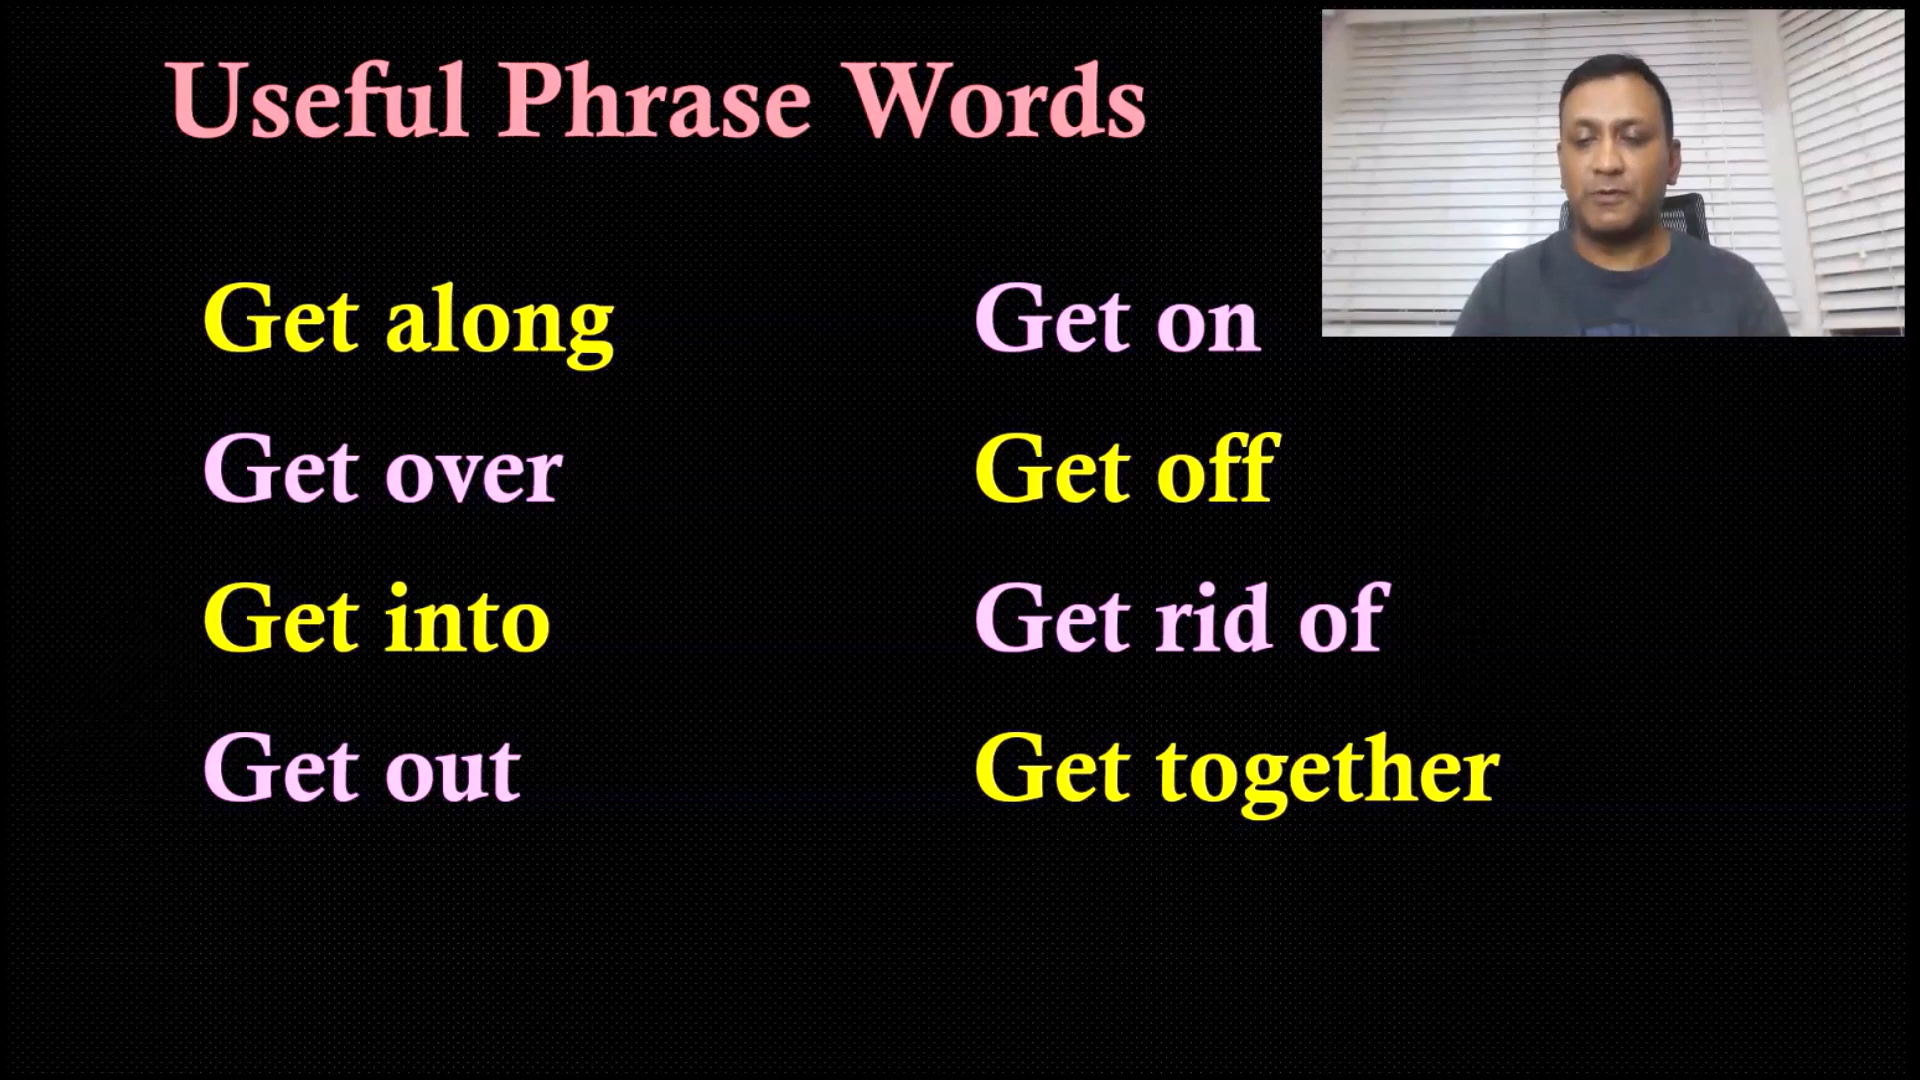 Useful Phrase Words
Get along
Get over
Get into
Get out
Get on
Get off
Get rid of
Get together